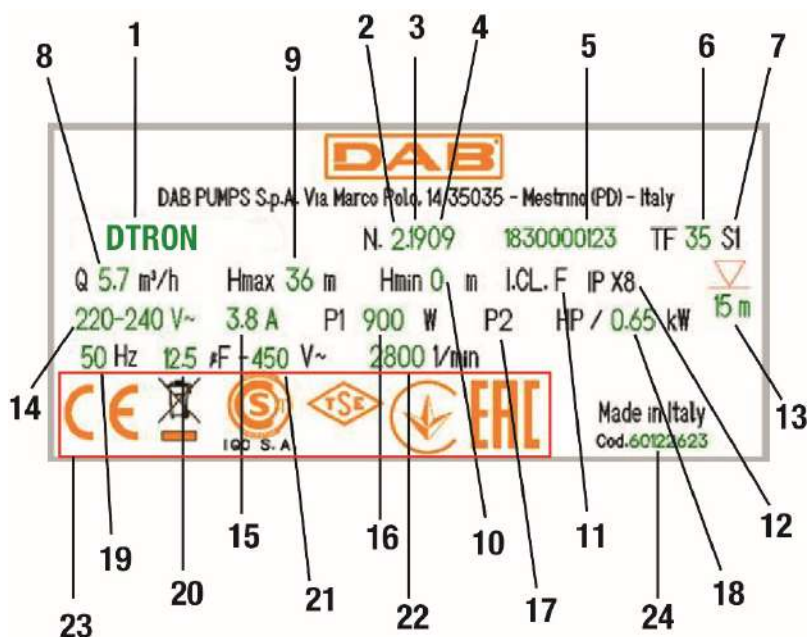 1 2 3 4 5 6 7
8 9
DAB
DAB PUMPS S.p.A. Via Marco Polo, 14 35035 - Mestrino (PD) - Italy
DTRON N. 2.1909 1830000123 TF 35 S1
Q 5.7 m³/h Hmax 36 m Hmin 0 m I.CL. F IP X8
15 m
220-240 V~ 3.8 A P1 900 W P2 HP / 0.65 kW
50 Hz 12.5 µF - 450 V~ 2800 1/min
CE S TSE EAC
IQC S.A
Made in Italy
Cod.60122623
14 13
19 20 15 21 16 22 10 17 11 18 12
23 24